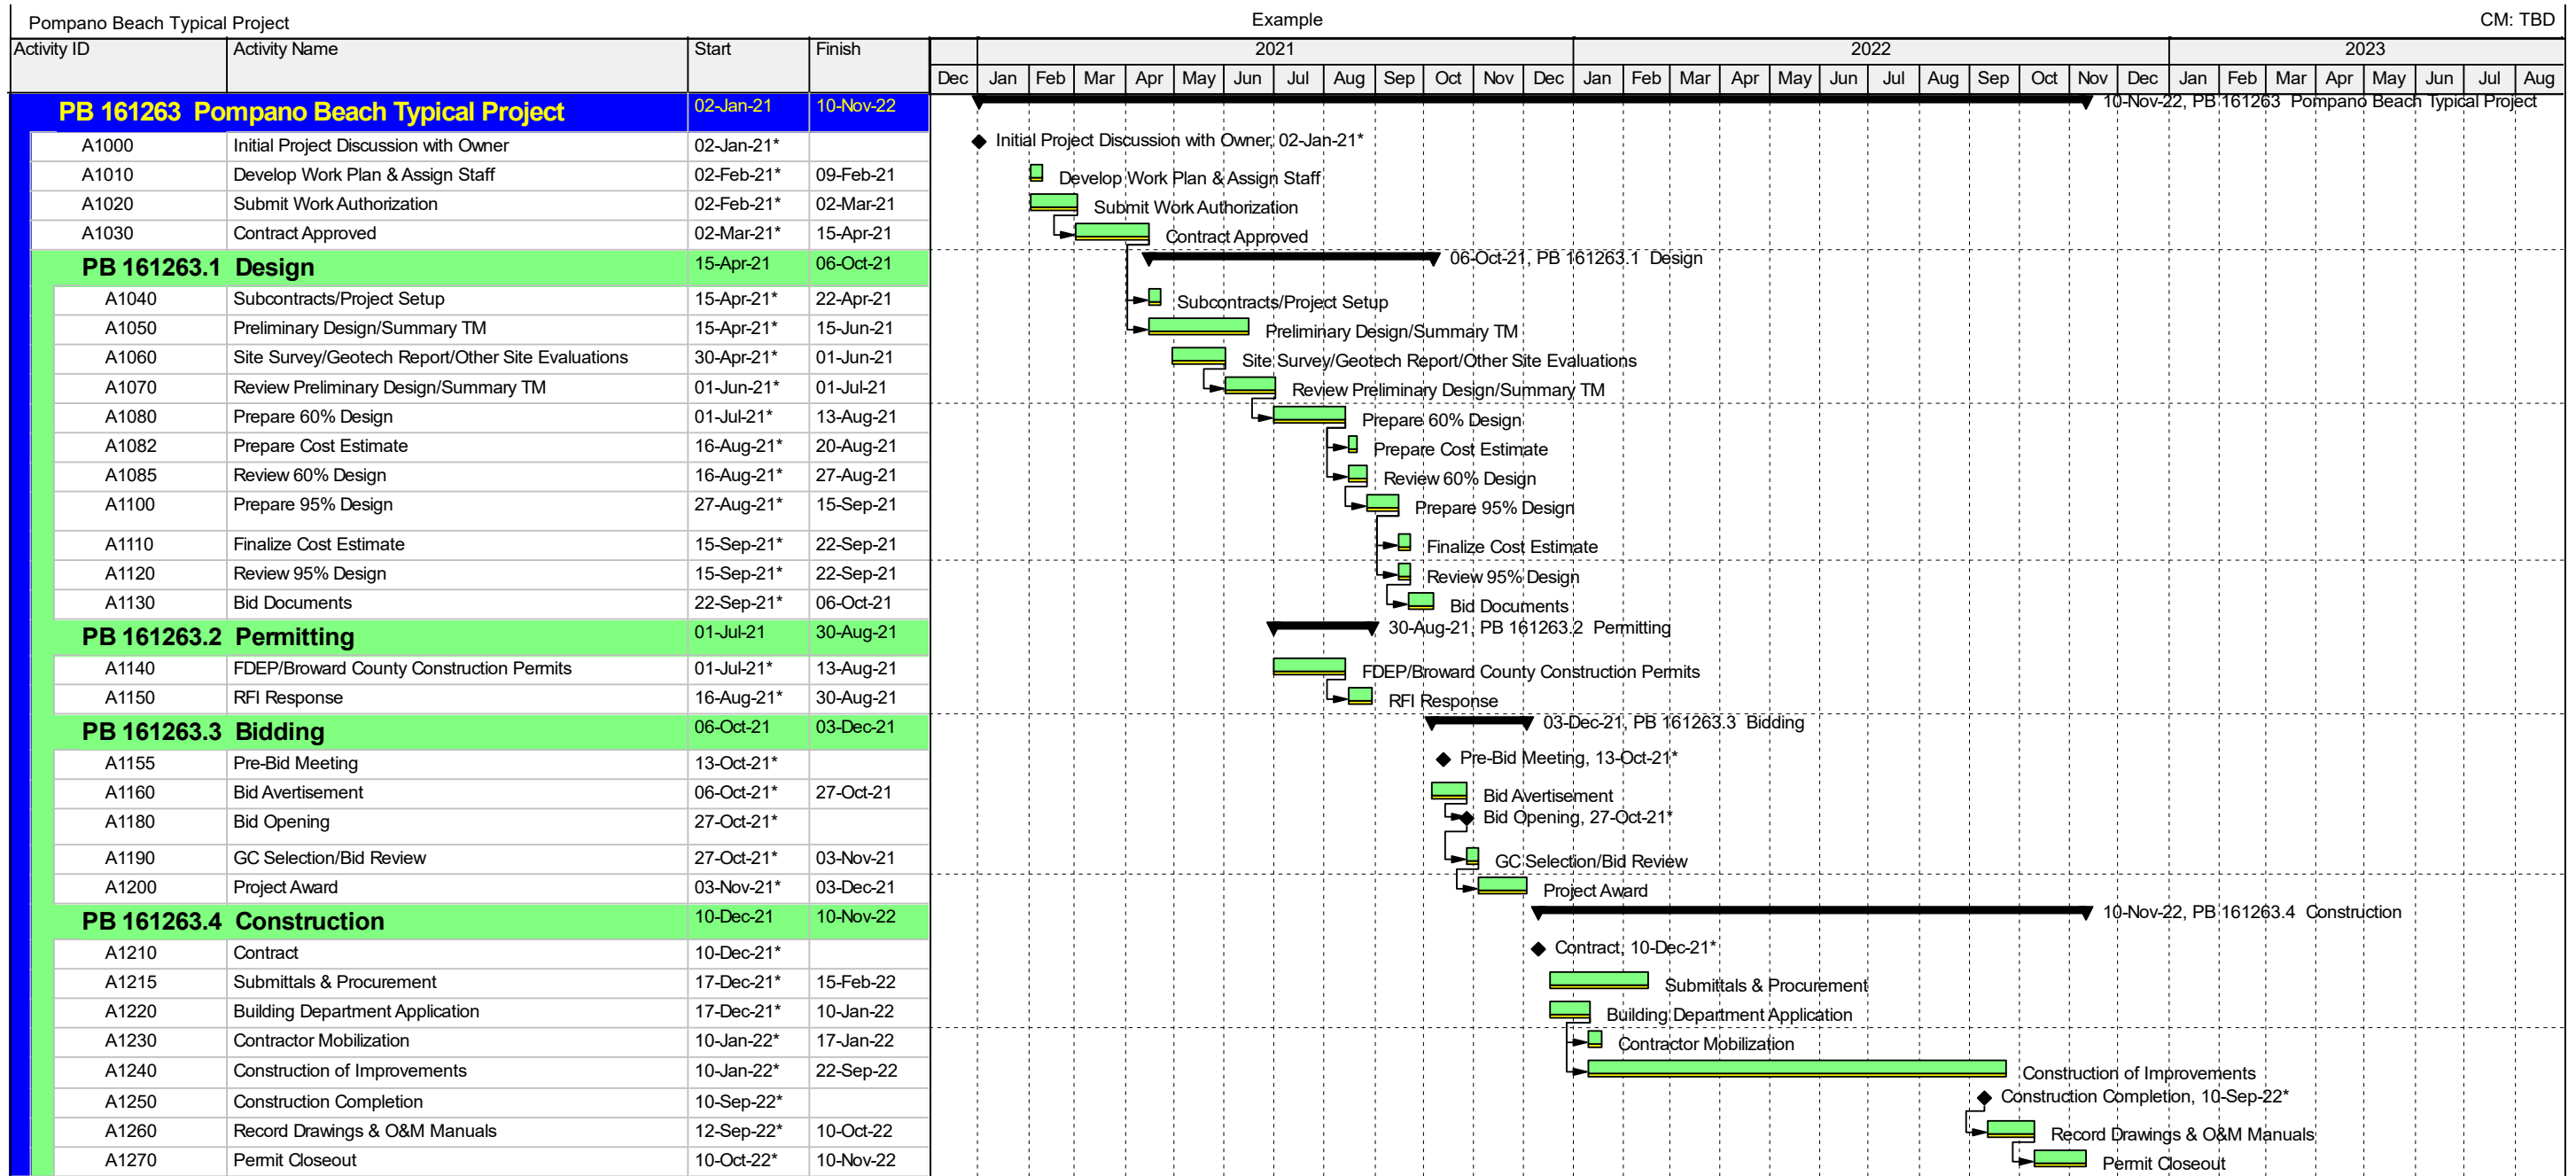 Pompano Beach Typical Project Example CM: TBD
Activity ID Activity Name Start Finish 2021 2022 2023
Dec Jan Feb Mar Apr May Jun Jul Aug Sep Oct Nov Dec Jan Feb Mar Apr May Jun Jul Aug Sep Oct Nov Dec Jan Feb Mar Apr May Jun Jul Aug
PB 161263 Pompano Beach Typical Project 02-Jan-21 10-Nov-22 10-Nov-22, PB 161263 Pompano Beach Typical Project
A1000 Initial Project Discussion with Owner 02-Jan-21* Initial Project Discussion with Owner, 02-Jan-21*
A1010 Develop Work Plan & Assign Staff 02-Feb-21* 09-Feb-21 Develop Work Plan & Assign Staff
A1020 Submit Work Authorization 02-Feb-21* 02-Mar-21 Submit Work Authorization
A1030 Contract Approved 02-Mar-21* 15-Apr-21 Contract Approved
PB 161263.1 Design 15-Apr-21 06-Oct-21 06-Oct-21, PB 161263.1 Design
A1040 Subcontracts/Project Setup 15-Apr-21* 22-Apr-21 Subcontracts/Project Setup
A1050 Preliminary Design/Summary TM 15-Apr-21* 15-Jun-21 Preliminary Design/Summary TM
A1060 Site Survey/Geotech Report/Other Site Evaluations 30-Apr-21* 01-Jun-21 Site Survey/Geotech Report/Other Site Evaluations
A1070 Review Preliminary Design/Summary TM 01-Jun-21* 01-Jul-21 Review Preliminary Design/Summary TM
A1080 Prepare 60% Design 01-Jul-21* 13-Aug-21 Prepare 60% Design
A1082 Prepare Cost Estimate 16-Aug-21* 20-Aug-21 Prepare Cost Estimate
A1085 Review 60% Design 16-Aug-21* 27-Aug-21 Review 60% Design
A1100 Prepare 95% Design 27-Aug-21* 15-Sep-21 Prepare 95% Design
A1110 Finalize Cost Estimate 15-Sep-21* 22-Sep-21 Finalize Cost Estimate
A1120 Review 95% Design 15-Sep-21* 22-Sep-21 Review 95% Design
A1130 Bid Documents 22-Sep-21* 06-Oct-21 Bid Documents
PB 161263.2 Permitting 01-Jul-21 30-Aug-21 30-Aug-21, PB 161263.2 Permitting
A1140 FDEP/Broward County Construction Permits 01-Jul-21* 13-Aug-21 FDEP/Broward County Construction Permits
A1150 RFI Response 16-Aug-21* 30-Aug-21 RFI Response
PB 161263.3 Bidding 06-Oct-21 03-Dec-21 03-Dec-21, PB 161263.3 Bidding
A1155 Pre-Bid Meeting 13-Oct-21* Pre-Bid Meeting, 13-Oct-21*
A1160 Bid Avertisement 06-Oct-21* 27-Oct-21 Bid Avertisement
A1180 Bid Opening 27-Oct-21* Bid Opening, 27-Oct-21*
A1190 GC Selection/Bid Review 27-Oct-21* 03-Nov-21 GC Selection/Bid Review
A1200 Project Award 03-Nov-21* 03-Dec-21 Project Award
PB 161263.4 Construction 10-Dec-21 10-Nov-22 10-Nov-22, PB 161263.4 Construction
A1210 Contract 10-Dec-21* Contract, 10-Dec-21*
A1215 Submittals & Procurement 17-Dec-21* 15-Feb-22 Submittals & Procurement
A1220 Building Department Application 17-Dec-21* 10-Jan-22 Building Department Application
A1230 Contractor Mobilization 10-Jan-22* 17-Jan-22 Contractor Mobilization
A1240 Construction of Improvements 10-Jan-22* 22-Sep-22 Construction of Improvements
A1250 Construction Completion 10-Sep-22* Construction Completion, 10-Sep-22*
A1260 Record Drawings & O&M Manuals 12-Sep-22* 10-Oct-22 Record Drawings & O&M Manuals
A1270 Permit Closeout 10-Oct-22* 10-Nov-22 Permit Closeout